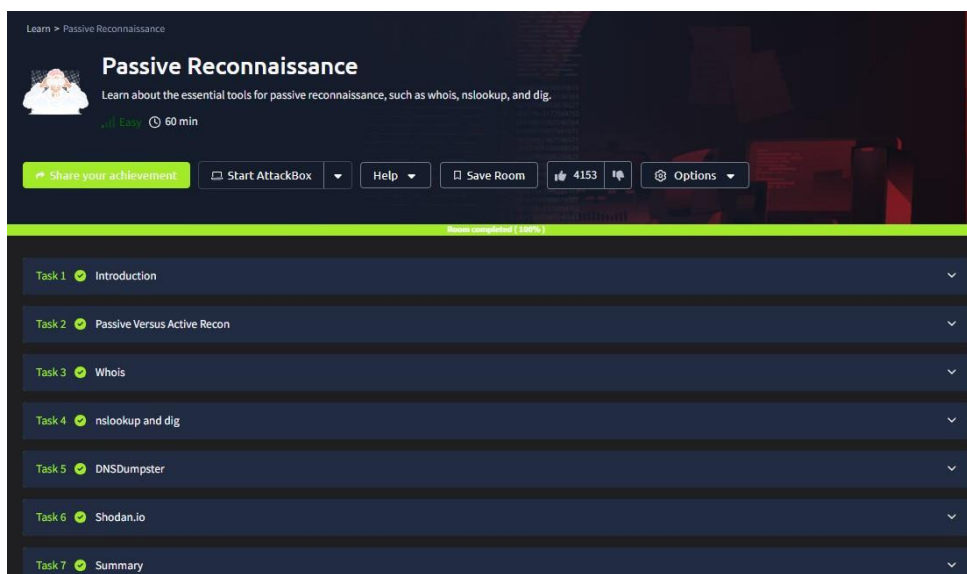 Learn > Passive Reconnaissance
Passive Reconnaissance
Learn about the essential tools for passive reconnaissance, such as whois, nslookup, and dig.
Easy 60 min
Share your achievement Start AttackBox Help Save Room 4153 Options
Room completed ( 100% )
Task 1 Introduction
Task 2 Passive Versus Active Recon
Task 3 Whois
Task 4 nslookup and dig
Task 5 DNSDumpster
Task 6 Shodan.io
Task 7 Summary